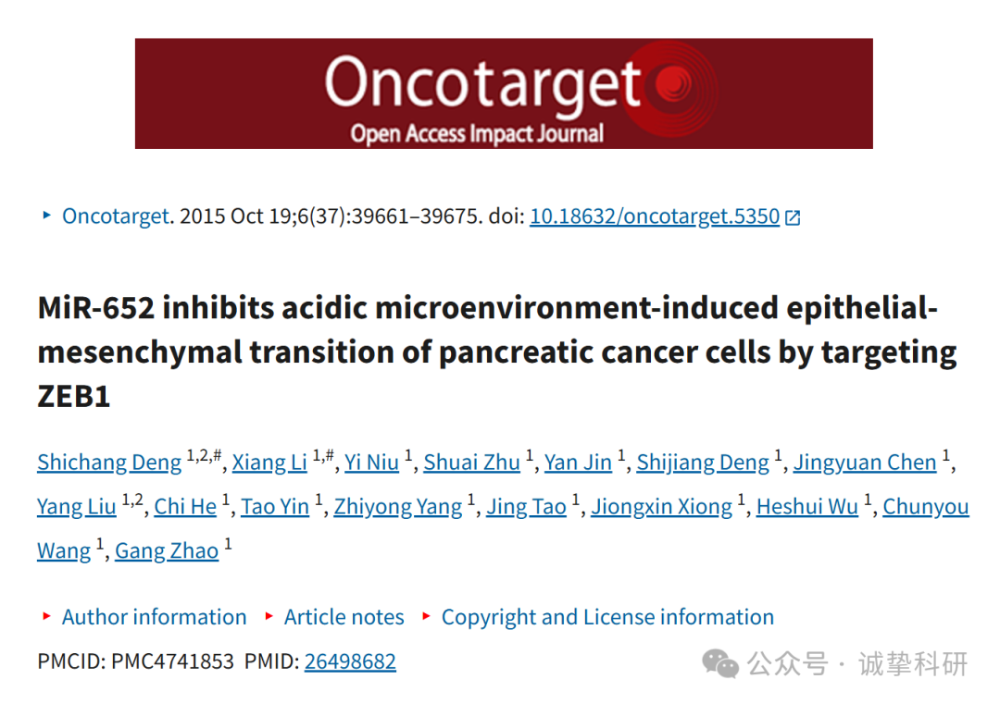 Oncotarget
Open Access Impact Journal
Oncotarget. 2015 Oct 19;6(37):39661–39675. doi: 10.18632/oncotarget.5350
MiR-652 inhibits acidic microenvironment-induced epithelial-
mesenchymal transition of pancreatic cancer cells by targeting
ZEB1
Shichang Deng 1,2,#, Xiang Li 1,#, Yi Niu 1, Shuai Zhu 1, Yan Jin 1, Shijiang Deng 1, Jingyuan Chen 1,
Yang Liu 1,2, Chi He 1, Tao Yin 1, Zhiyong Yang 1, Jing Tao 1, Jiongxin Xiong 1, Heshui Wu 1, Chunyou
Wang 1, Gang Zhao 1
Author information Article notes Copyright and License information
PMCID: PMC4741853 PMID: 26498682
公众号 · 诚挚科研